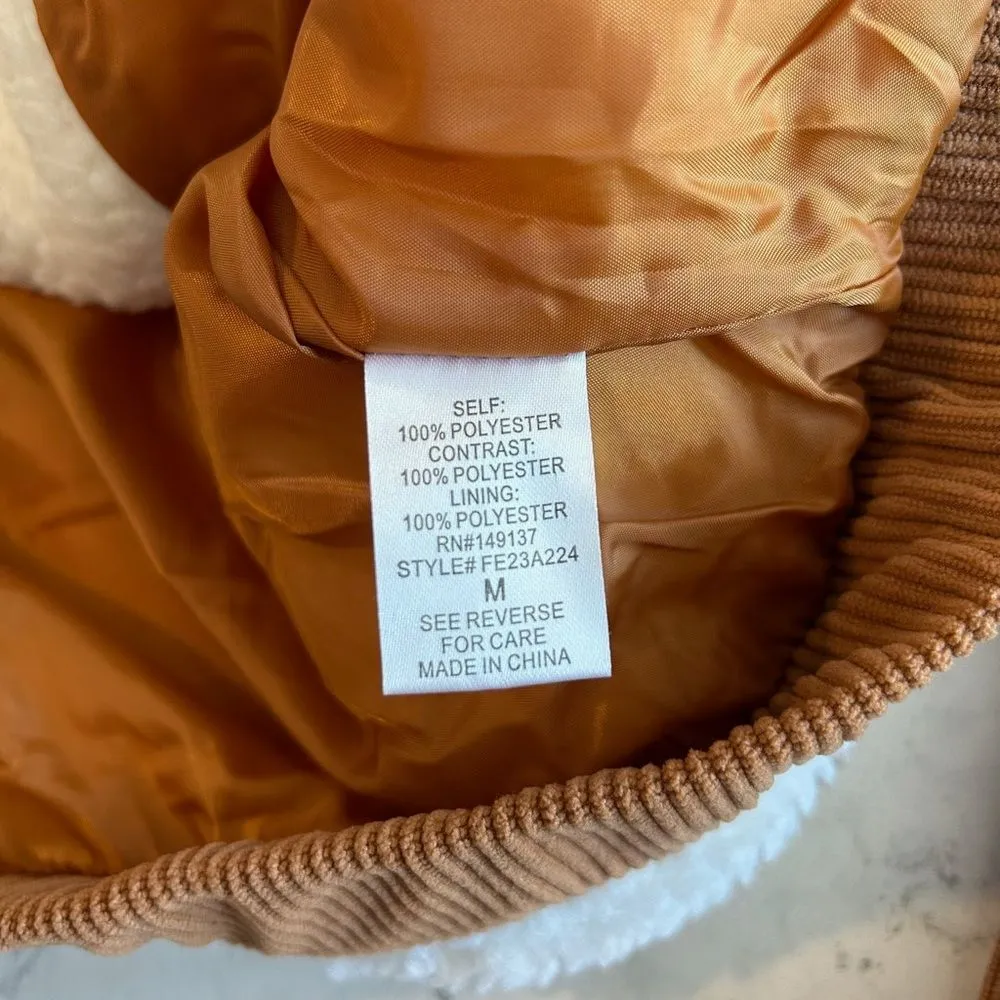 SELF:
100% POLYESTER
CONTRAST:
100% POLYESTER
LINING:
100% POLYESTER
RN#149137
STYLE# FE23A224
M
SEE REVERSE
FOR CARE
MADE IN CHINA